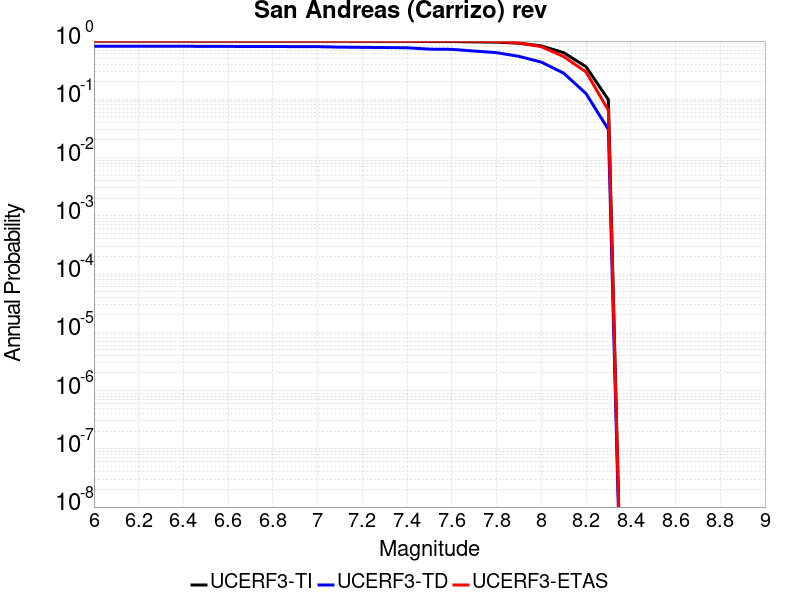 San Andreas (Carrizo) rev
10^0
10^-1
10^-2
10^-3
10^-4
10^-5
10^-6
10^-7
10^-8
Annual Probability
6 6.2 6.4 6.6 6.8 7 7.2 7.4 7.6 7.8 8 8.2 8.4 8.6 8.8 9
Magnitude
UCERF3-TI UCERF3-TD UCERF3-ETAS